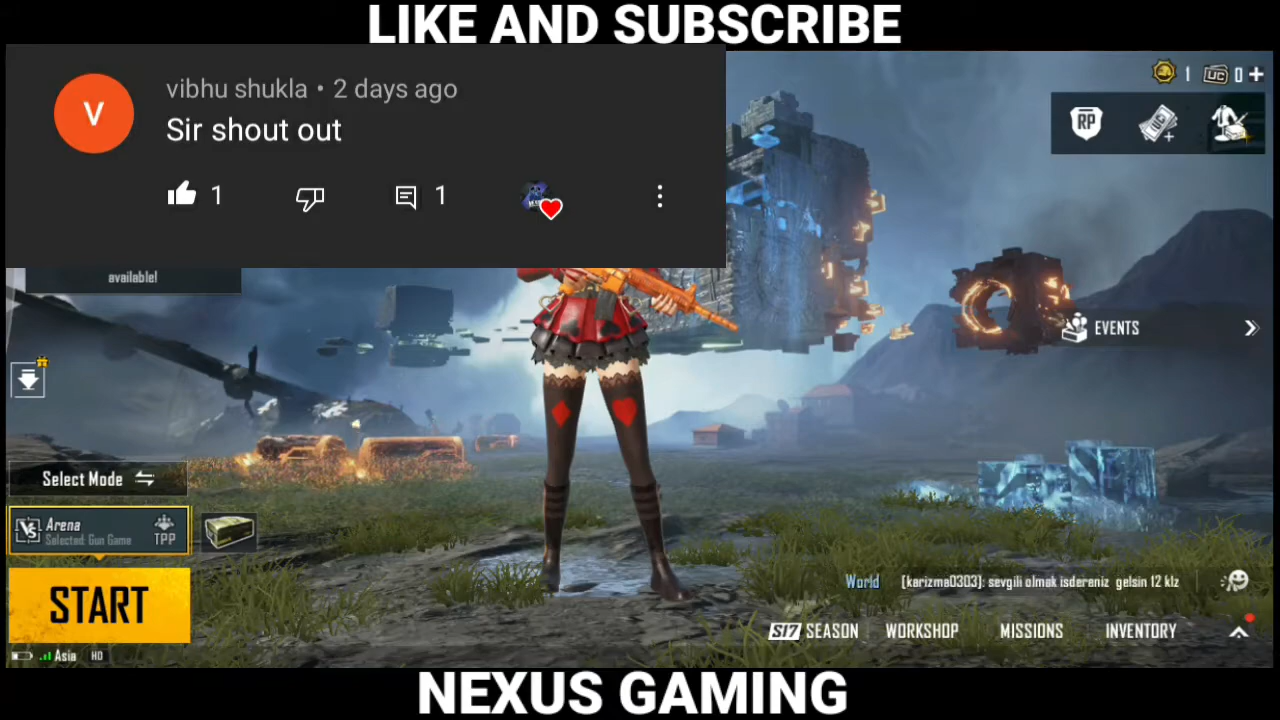 LIKE AND SUBSCRIBE
vibhu shukla • 2 days ago
V
Sir shout out
1
1
1
UC 0 +
RP
available!
EVENTS
Select Mode
VS Arena
Selected: Gun Game
TPP
START
World [karizma0303]: sevgili olmak isdereniz gelsin 12 klz
S17 SEASON WORKSHOP MISSIONS INVENTORY
Asia HD
NEXUS GAMING